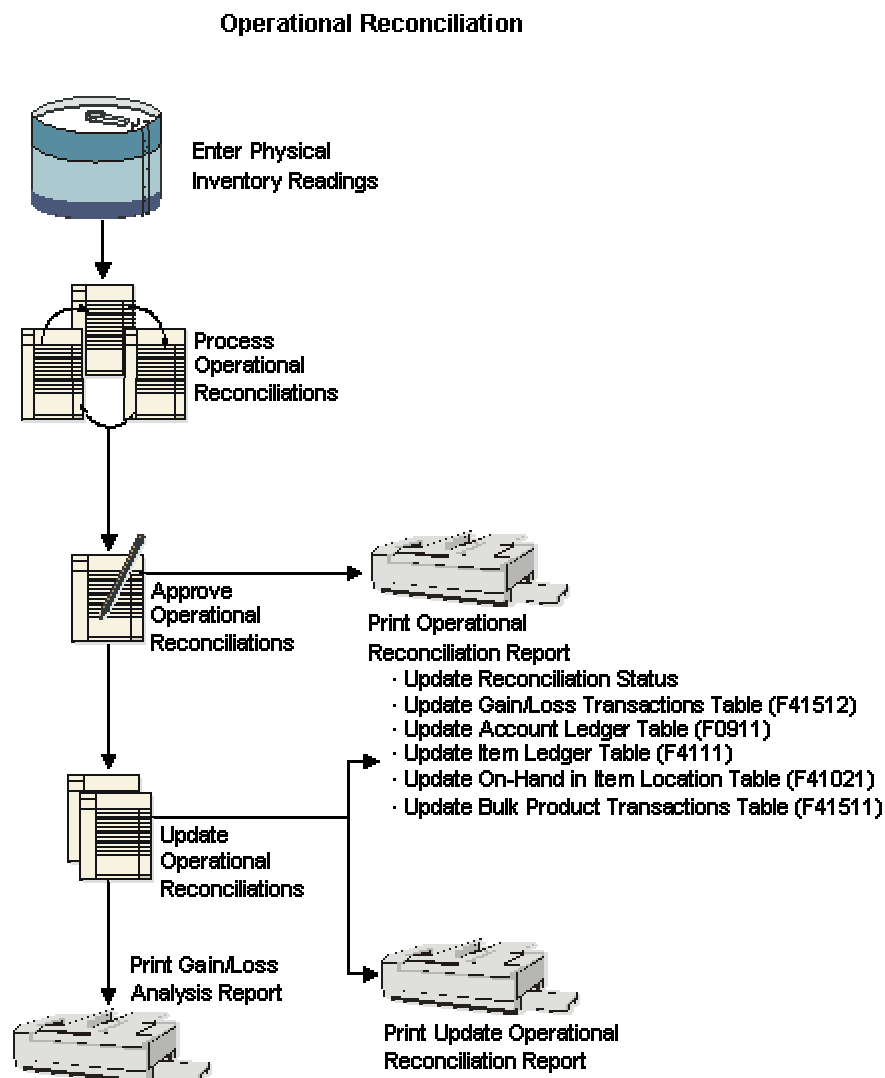 Operational Reconciliation
Enter Physical
Inventory Readings
Process
Operational
Reconciliations
Approve
Operational
Reconciliations
Print Operational
Reconciliation Report
· Update Reconciliation Status
· Update Gain/Loss Transactions Table (F41512)
· Update Account Ledger Table (F0911)
· Update Item Ledger Table (F4111)
· Update On-Hand in Item Location Table (F41021)
· Update Bulk Product Transactions Table (F41511)
Update
Operational
Reconciliations
Print Gain/Loss
Analysis Report
Print Update Operational
Reconciliation Report